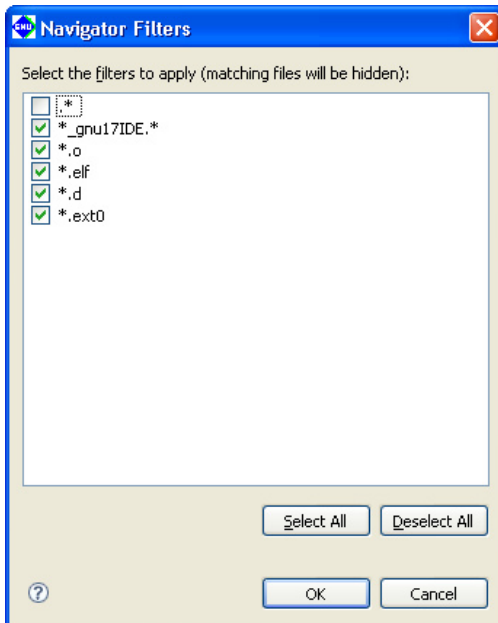 GNU Navigator Filters
Select the filters to apply (matching files will be hidden):
.*
*_gnu17IDE.*
*.o
*.elf
*.d
*.ext0
Select All Deselect All
? OK Cancel